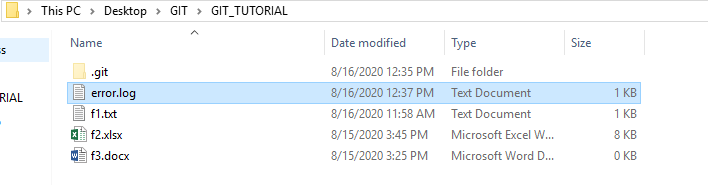 This PC > Desktop > GIT > GIT_TUTORIAL
ss Name Date modified Type Size
.git 8/16/2020 12:35 PM File folder
error.log 8/16/2020 12:37 PM Text Document 1 KB
RIAL f1.txt 8/16/2020 11:58 AM Text Document 1 KB
f2.xlsx 8/15/2020 3:45 PM Microsoft Excel W... 8 KB
f3.docx 8/15/2020 3:25 PM Microsoft Word D... 0 KB